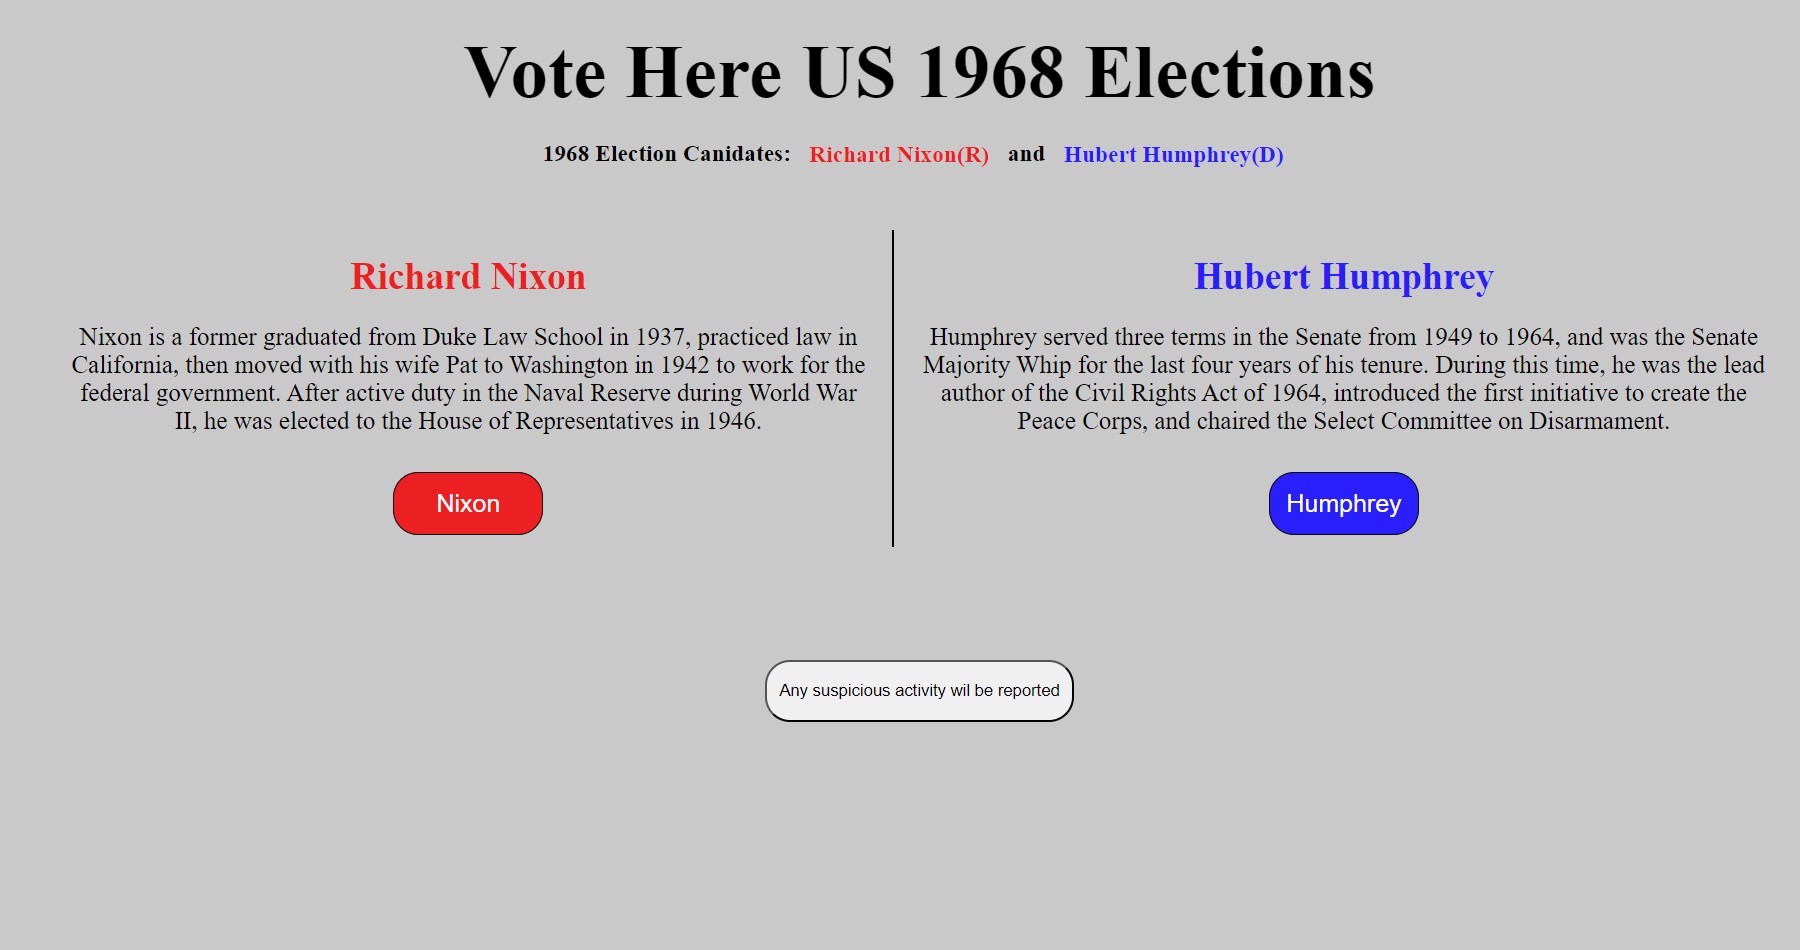 Vote Here US 1968 Elections
1968 Election Canidates: Richard Nixon(R) and Hubert Humphrey(D)
Richard Nixon
Nixon is a former graduated from Duke Law School in 1937, practiced law in
California, then moved with his wife Pat to Washington in 1942 to work for the
federal government. After active duty in the Naval Reserve during World War
II, he was elected to the House of Representatives in 1946.
Nixon
Hubert Humphrey
Humphrey served three terms in the Senate from 1949 to 1964, and was the Senate
Majority Whip for the last four years of his tenure. During this time, he was the lead
author of the Civil Rights Act of 1964, introduced the first initiative to create the
Peace Corps, and chaired the Select Committee on Disarmament.
Humphrey
Any suspicious activity wil be reported